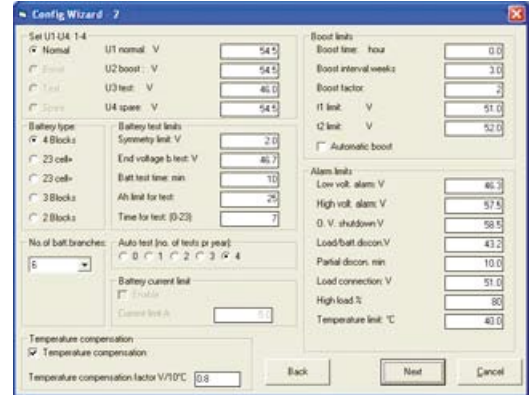 Config Wizard - 2
Set U1-U4: 1-4
Normal
Boost
Test
Spare
U1 normal: V 54.5
U2 boost: V 54.5
U3 test: V 46.0
U4 spare: V 54.5
Battery type:
4 Blocks
23 cell+
23 cell+
3 Blocks
2 Blocks
Battery test limits
Symmetry limit: V 2.0
End voltage b.test: V 46.7
Batt test time: min 10
Ah limit for test: 25
Time for test: (0-23) 7
No. of batt.branches:
6
Auto test (no. of tests pr year):
0 1 2 3 4
Battery current limit
Enable
Current limit A 5.0
Temperature compensation
Temperature compensation
Temperature compensation factor V/10°C 0.8
Boost limits
Boost time: hour 0.0
Boost interval weeks 3.0
Boost factor: 2
t1 limit: V 51.0
t2 limit: V 52.0
Automatic boost
Alarm limits
Low volt. alarm: V 46.3
High volt. alarm: V 57.5
O. V. shutdown V 58.5
Load/batt.discon.V 43.2
Partial discon. min 10.0
Load connection: V 51.0
High load % 80
Temperature limit: °C 40.0
Back
Next
Cancel